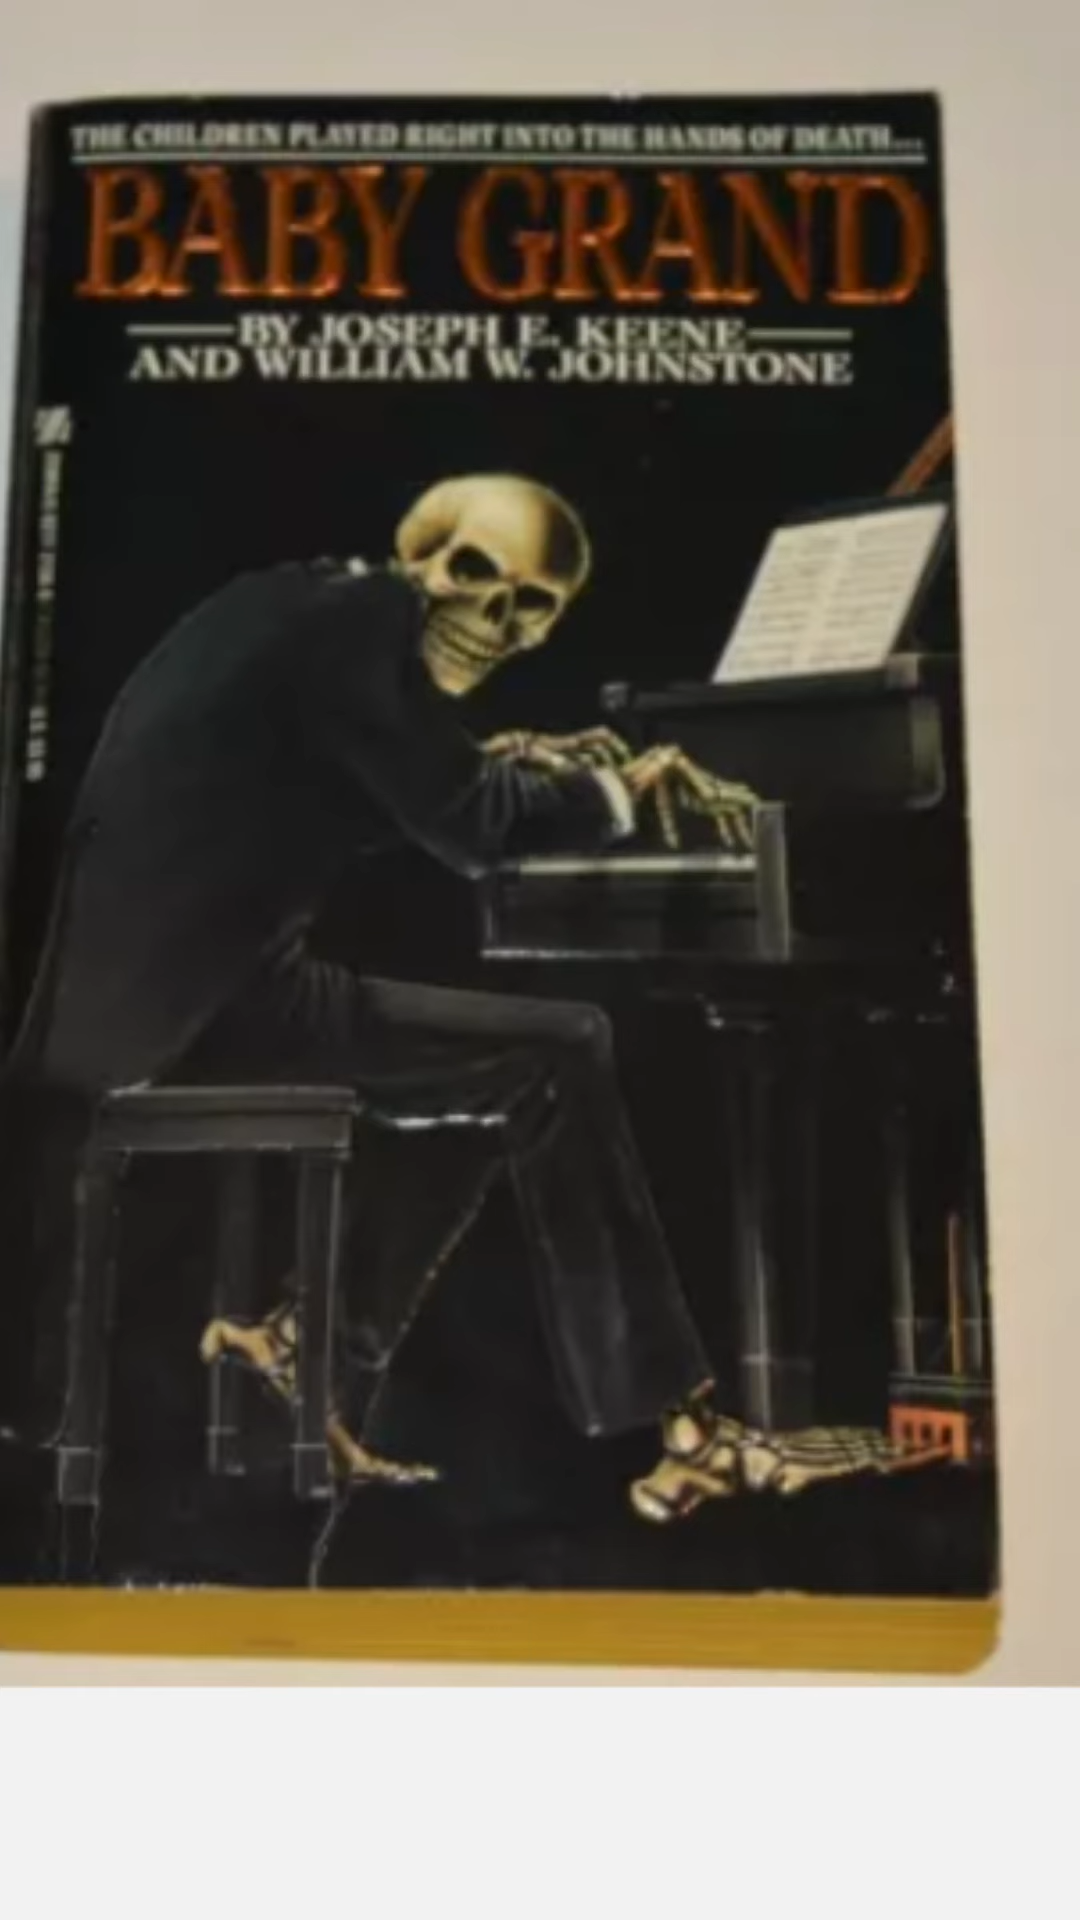 THE CHILDREN PLAYED RIGHT INTO THE HANDS OF DEATH...
BABY GRAND
BY JOSEPH E. KEENE
AND WILLIAM W. JOHNSTONE